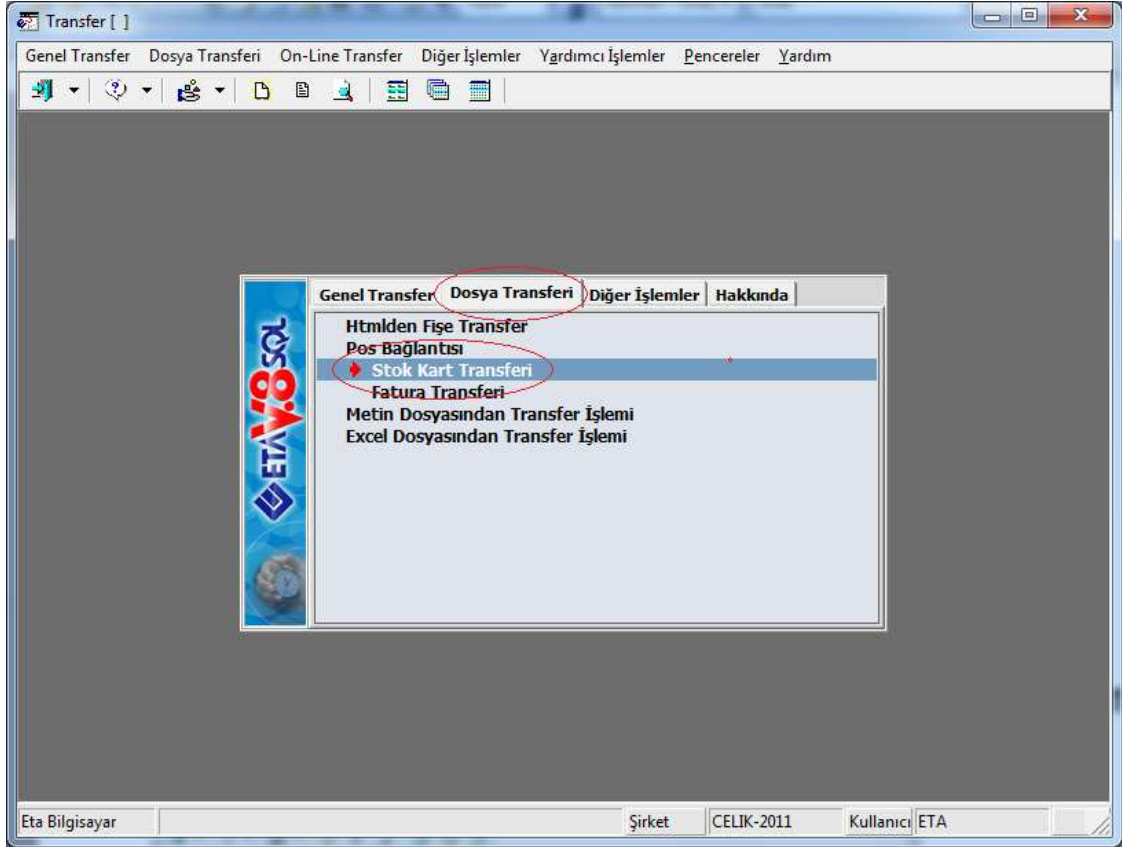 Transfer [ ]
Genel Transfer Dosya Transferi On-Line Transfer Diğer İşlemler Yardımcı İşlemler Pencereler Yardım
Genel Transfer Dosya Transferi Diğer İşlemler Hakkında
Htmlden Fişe Transfer
Pos Bağlantısı
Stok Kart Transferi
Fatura Transferi
Metin Dosyasından Transfer İşlemi
Excel Dosyasından Transfer İşlemi
ETA V.8 SQL
Eta Bilgisayar Şirket CELIK-2011 Kullanıcı ETA